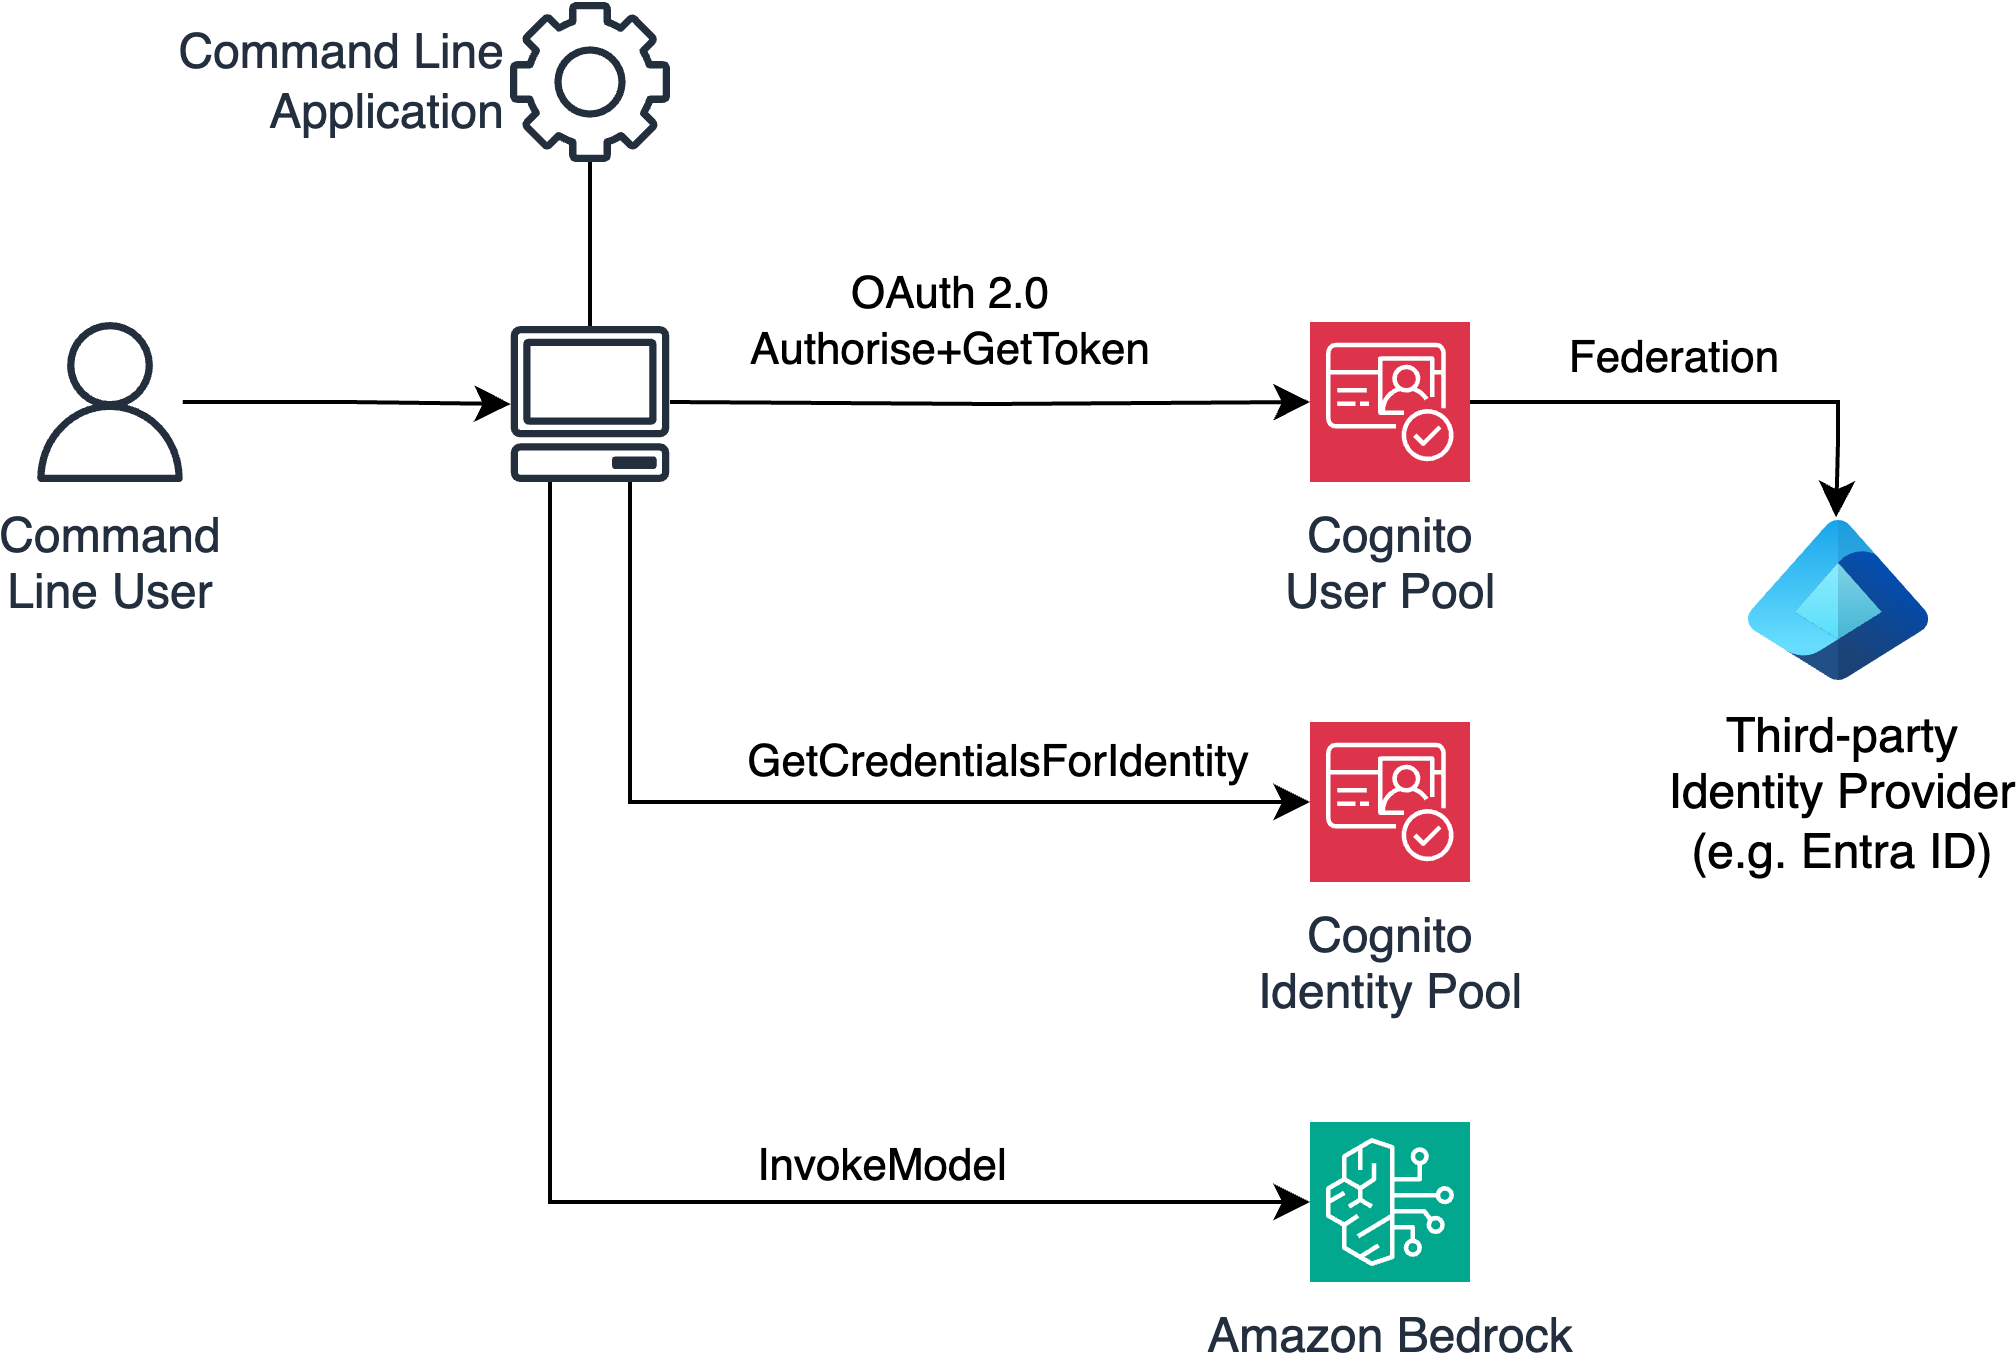 Command Line
Application
OAuth 2.0
Authorise+GetToken
Federation
Command
Line User
Cognito
User Pool
Third-party
Identity Provider
(e.g. Entra ID)
GetCredentialsForIdentity
Cognito
Identity Pool
InvokeModel
Amazon Bedrock